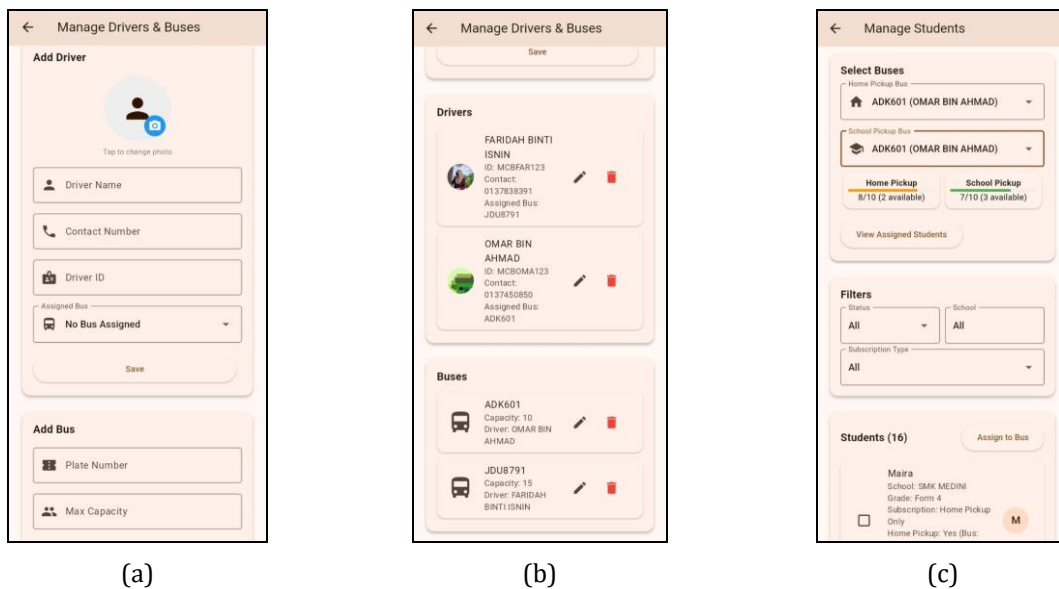 Manage Drivers & Buses
Add Driver
Tap to change photo
Driver Name
Contact Number
Driver ID
Assigned Bus
No Bus Assigned
Save
Add Bus
Plate Number
Max Capacity
(a)
Manage Drivers & Buses
Save
Drivers
FARIDAH BINTI
ISNIN
ID: MCBFAR123
Contact:
0137838391
Assigned Bus:
JDU8791
OMAR BIN
AHMAD
ID: MCBOMA123
Contact:
0137450850
Assigned Bus:
ADK601
Buses
ADK601
Capacity: 10
Driver: OMAR BIN
AHMAD
JDU8791
Capacity: 15
Driver: FARIDAH
BINTI ISNIN
(b)
Manage Students
Select Buses
Home Pickup Bus
ADK601 (OMAR BIN AHMAD)
School Pickup Bus
ADK601 (OMAR BIN AHMAD)
Home Pickup
8/10 (2 available)
School Pickup
7/10 (3 available)
View Assigned Students
Filters
Status
All
School
All
Subscription Type
All
Students (16)
Assign to Bus
Maira
School: SMK MEDINI
Grade: Form 4
Subscription: Home Pickup
Only
M
Home Pickup: Yes (Bus:
(c)